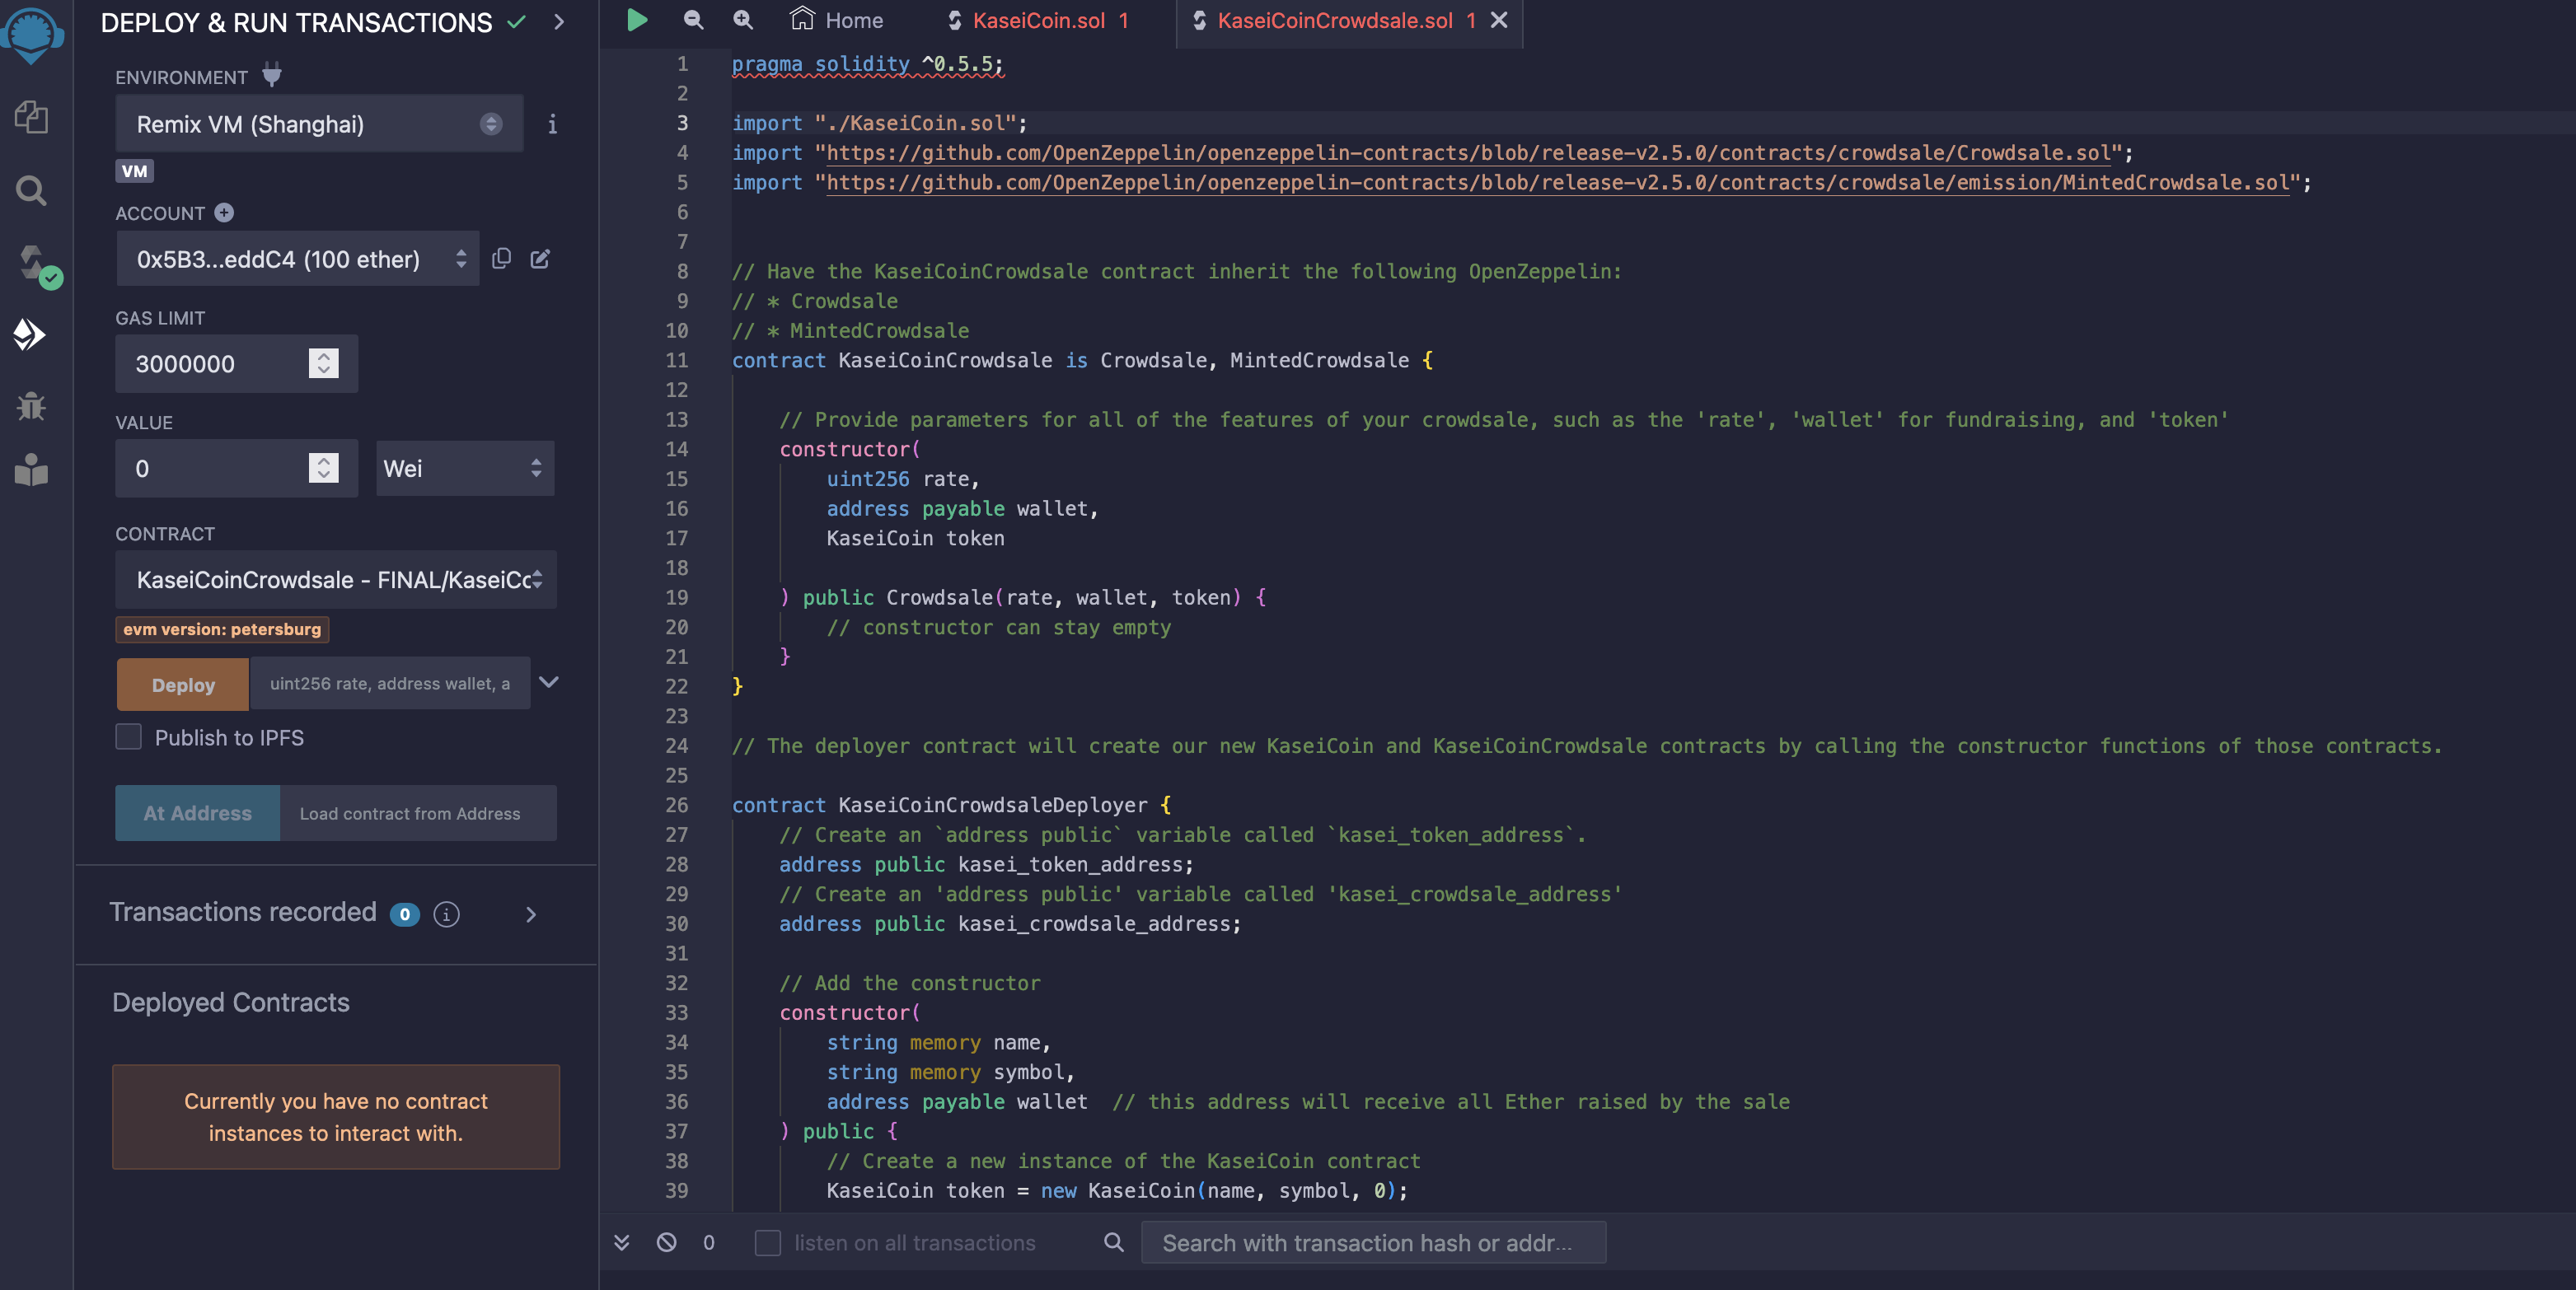 DEPLOY & RUN TRANSACTIONS
ENVIRONMENT
Remix VM (Shanghai)
VM
ACCOUNT
0x5B3...eddC4 (100 ether)
GAS LIMIT
3000000
VALUE
0
Wei
CONTRACT
KaseiCoinCrowdsale - FINAL/KaseiCc
evm version: petersburg
Deploy
uint256 rate, address wallet, a
Publish to IPFS
At Address
Load contract from Address
Transactions recorded 0 i
Deployed Contracts
Currently you have no contract
instances to interact with.
Home
KaseiCoin.sol 1
KaseiCoinCrowdsale.sol 1
1 pragma solidity ^0.5.5;
2
3 import "./KaseiCoin.sol";
4 import "https://github.com/OpenZeppelin/openzeppelin-contracts/blob/release-v2.5.0/contracts/crowdsale/Crowdsale.sol";
5 import "https://github.com/OpenZeppelin/openzeppelin-contracts/blob/release-v2.5.0/contracts/crowdsale/emission/MintedCrowdsale.sol";
6
7
8 // Have the KaseiCoinCrowdsale contract inherit the following OpenZeppelin:
9 // * Crowdsale
10 // * MintedCrowdsale
11 contract KaseiCoinCrowdsale is Crowdsale, MintedCrowdsale {
12
13 // Provide parameters for all of the features of your crowdsale, such as the 'rate', 'wallet' for fundraising, and 'token'
14 constructor(
15 uint256 rate,
16 address payable wallet,
17 KaseiCoin token
18
19 ) public Crowdsale(rate, wallet, token) {
20 // constructor can stay empty
21 }
22 }
23
24 // The deployer contract will create our new KaseiCoin and KaseiCoinCrowdsale contracts by calling the constructor functions of those contracts.
25
26 contract KaseiCoinCrowdsaleDeployer {
27 // Create an `address public` variable called `kasei_token_address`.
28 address public kasei_token_address;
29 // Create an 'address public' variable called 'kasei_crowdsale_address'
30 address public kasei_crowdsale_address;
31
32 // Add the constructor
33 constructor(
34 string memory name,
35 string memory symbol,
36 address payable wallet // this address will receive all Ether raised by the sale
37 ) public {
38 // Create a new instance of the KaseiCoin contract
39 KaseiCoin token = new KaseiCoin(name, symbol, 0);
0
listen on all transactions
Search with transaction hash or addr...